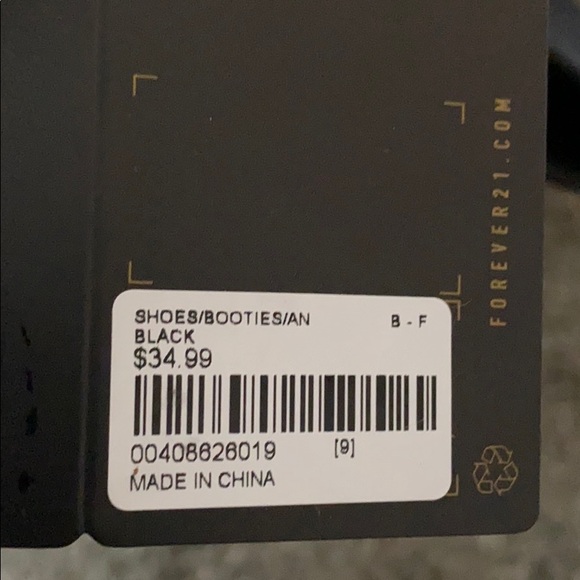 FOREVER21.COM
SHOES/BOOTIES/AN B - F
BLACK
$34.99
00408626019 [9]
MADE IN CHINA